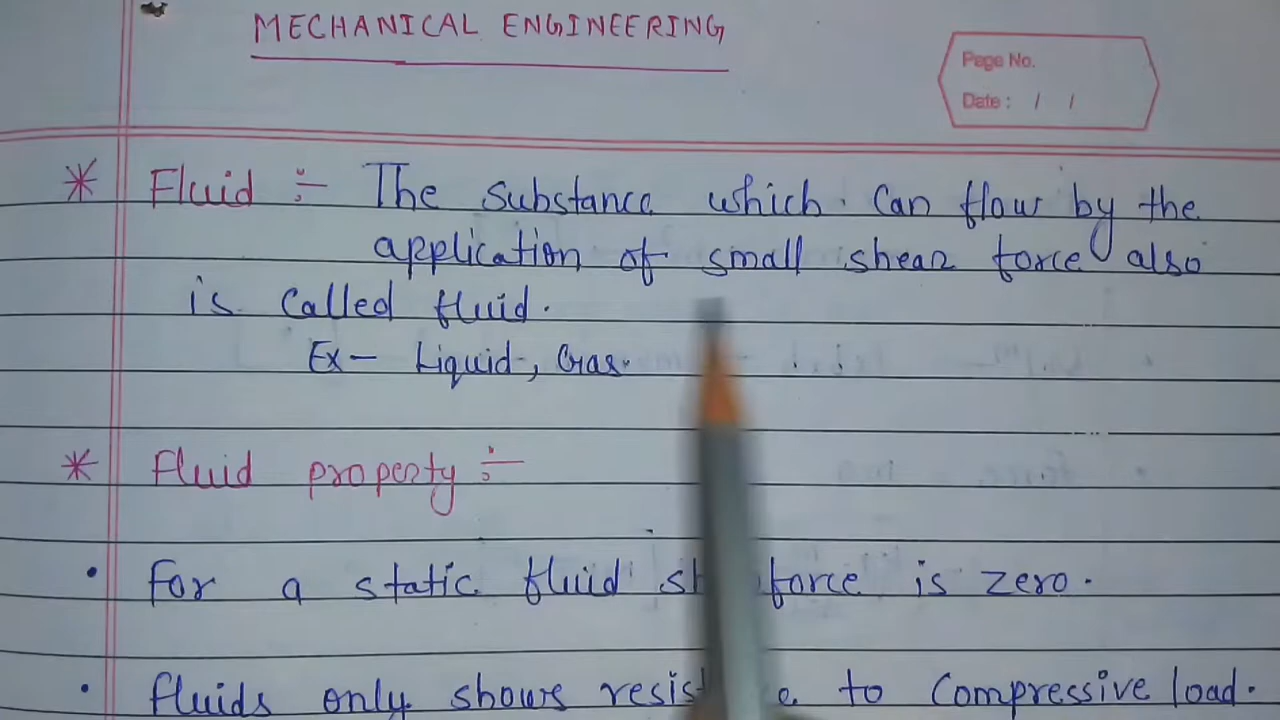 MECHANICAL ENGINEERING
Page No.
Date : / /
* Fluid :- The substance which can flow by the
application of small shear force also
is called fluid.
Ex - Liquid, Gas.
* Fluid property :-
• For a static fluid force is zero.
• fluids only shows to compressive load.